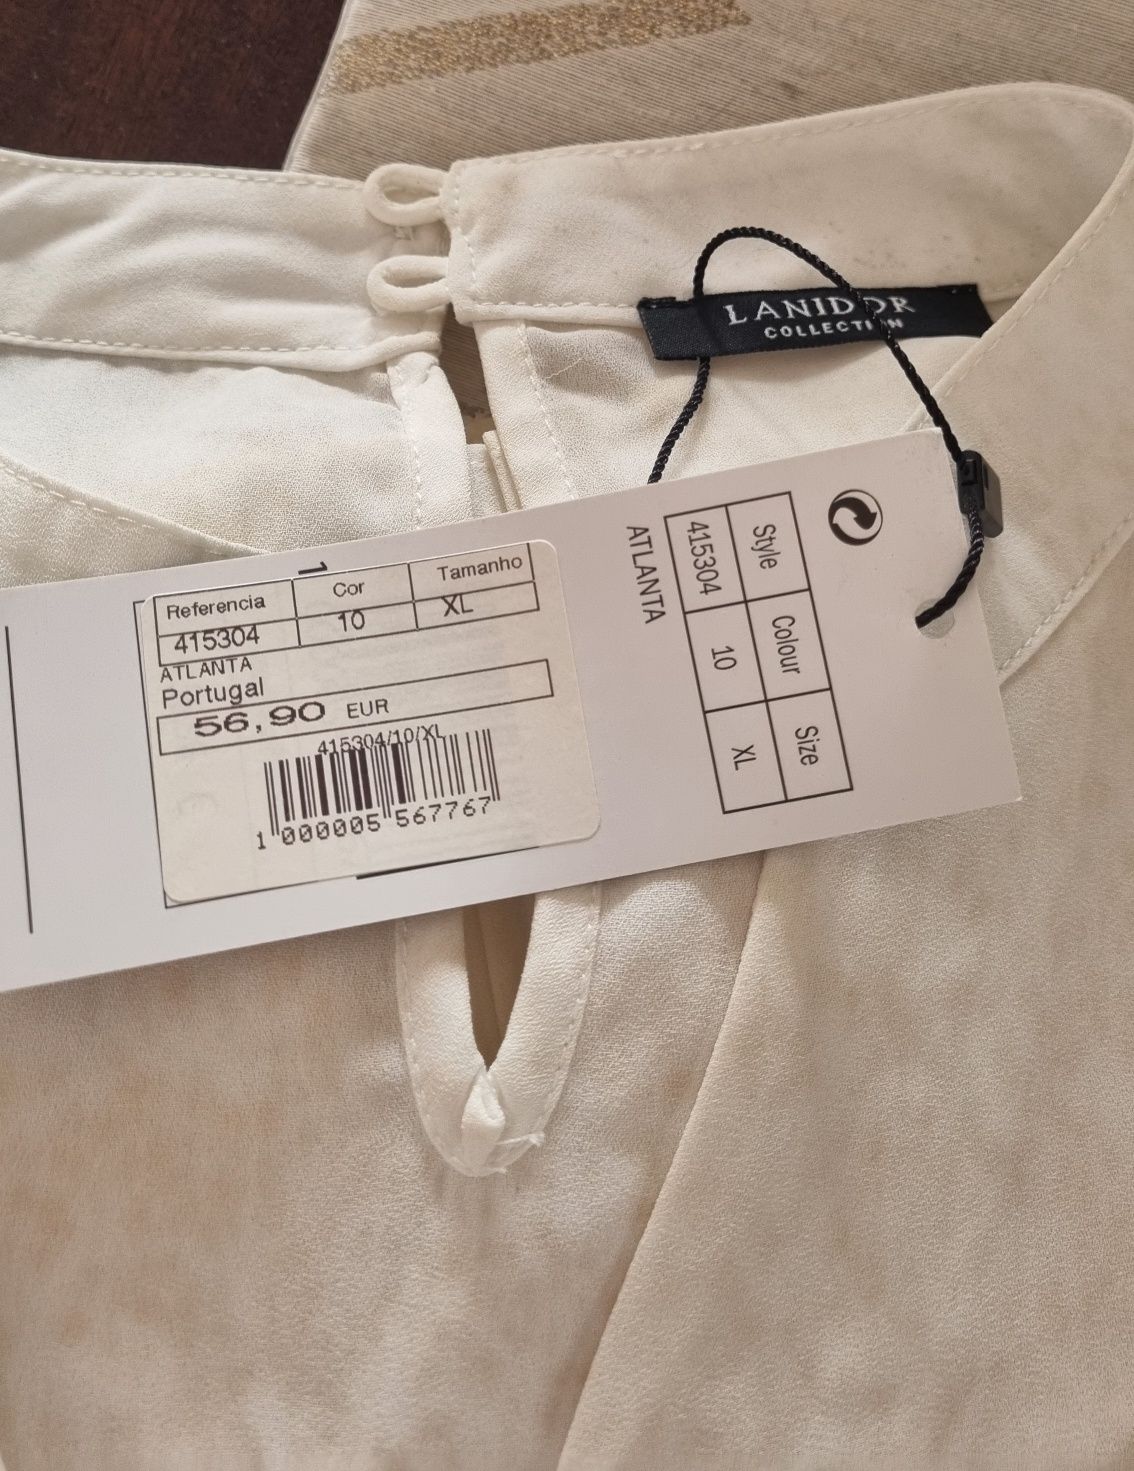 LANIDOR
COLLECTION
Style Colour Size
415304 10 XL
ATLANTA
1
Referencia Cor Tamanho
415304 10 XL
ATLANTA
Portugal
56,90 EUR
415304/10/XL
1 000005 567767